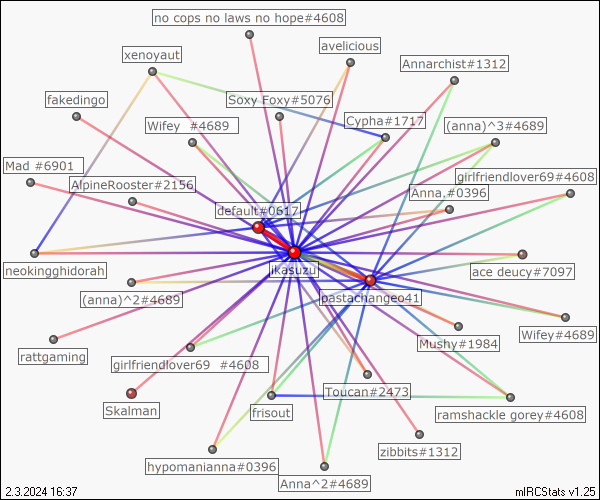 no cops no laws no hope#4608
avelicious
xenoyaut
Annarchist#1312
fakedingo
Soxy Foxy#5076
Wifey  #4689
Cypha#1717
(anna)^3#4689
Mad #6901
AlpineRooster#2156
girlfriendlover69#4608
Anna.#0396
default#0617
neokingghidorah
ikasuzu
ace deucy#7097
(anna)^2#4689
pastachangeo41
Wifey#4689
Mushy#1984
rattgaming
girlfriendlover69  #4608
Toucan#2473
Skalman
frisout
ramshackle gorey#4608
zibbits#1312
hypomanianna#0396
Anna^2#4689
2.3.2024 16:37
mIRCStats v1.25